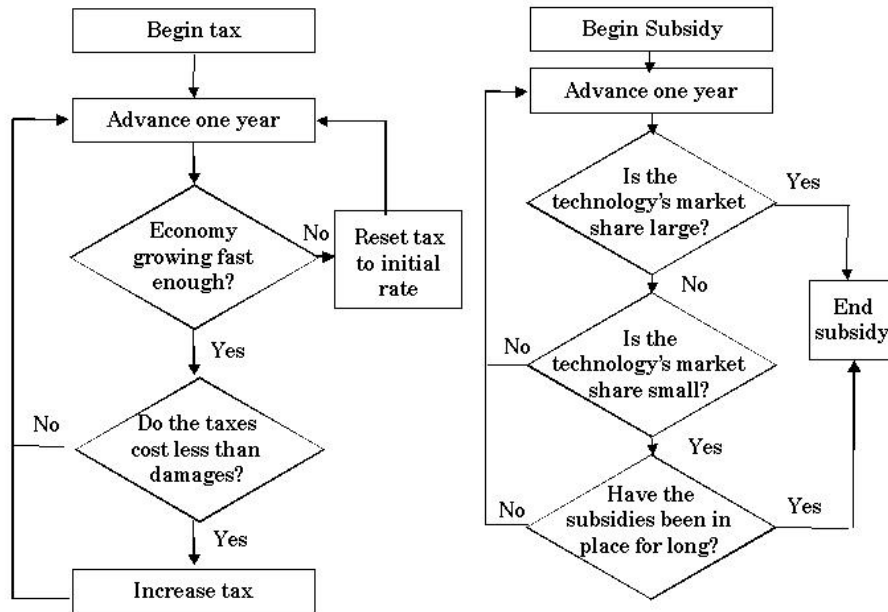 Begin tax
Advance one year
Economy
growing fast
enough?
No
Reset tax
to initial
rate
Yes
Do the taxes
cost less than
damages?
No
Yes
Increase tax
Begin Subsidy
Advance one year
Is the
technology's market
share large?
Yes
No
End
subsidy
Is the
technology's market
share small?
No
Yes
Have the
subsidies been in
place for long?
No
Yes